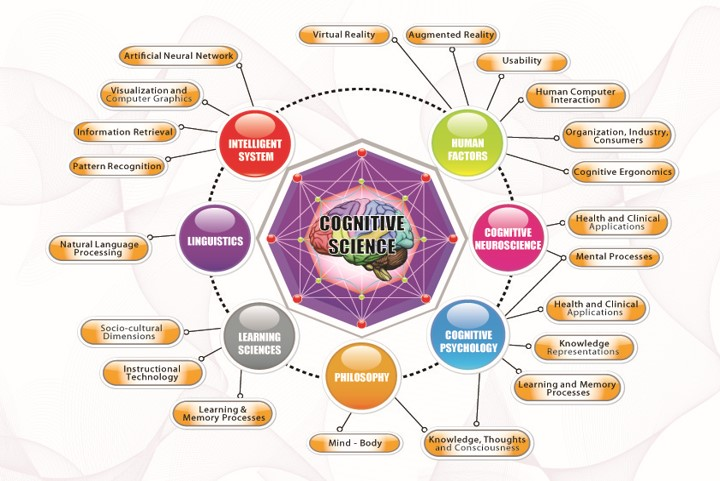 Virtual Reality
Augmented Reality
Artificial Neural Network
Usability
Visualization and
Computer Graphics
Human Computer
Interaction
Information Retrieval
INTELLIGENT
SYSTEM
HUMAN
FACTORS
Organization, Industry,
Consumers
Pattern Recognition
Cognitive Ergonomics
COGNITIVE
SCIENCE
Natural Language
Processing
LINGUISTICS
COGNITIVE
NEUROSCIENCE
Health and Clinical
Applications
Mental Processes
Socio-cultural
Dimensions
LEARNING
SCIENCES
COGNITIVE
PSYCHOLOGY
Health and Clinical
Applications
Knowledge
Representations
Instructional
Technology
PHILOSOPHY
Learning and Memory
Processes
Learning &
Memory Processes
Mind - Body
Knowledge, Thoughts
and Consciousness